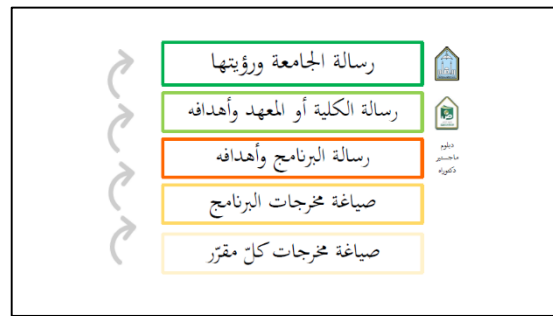 رسالة الجامعة ورؤيتها
رسالة الكلية أو المعهد وأهدافه
دبلوم
ماجستير
دكتوراه
رسالة البرنامج وأهدافه
صياغة مخرجات البرنامج
صياغة مخرجات كلّ مقرّر